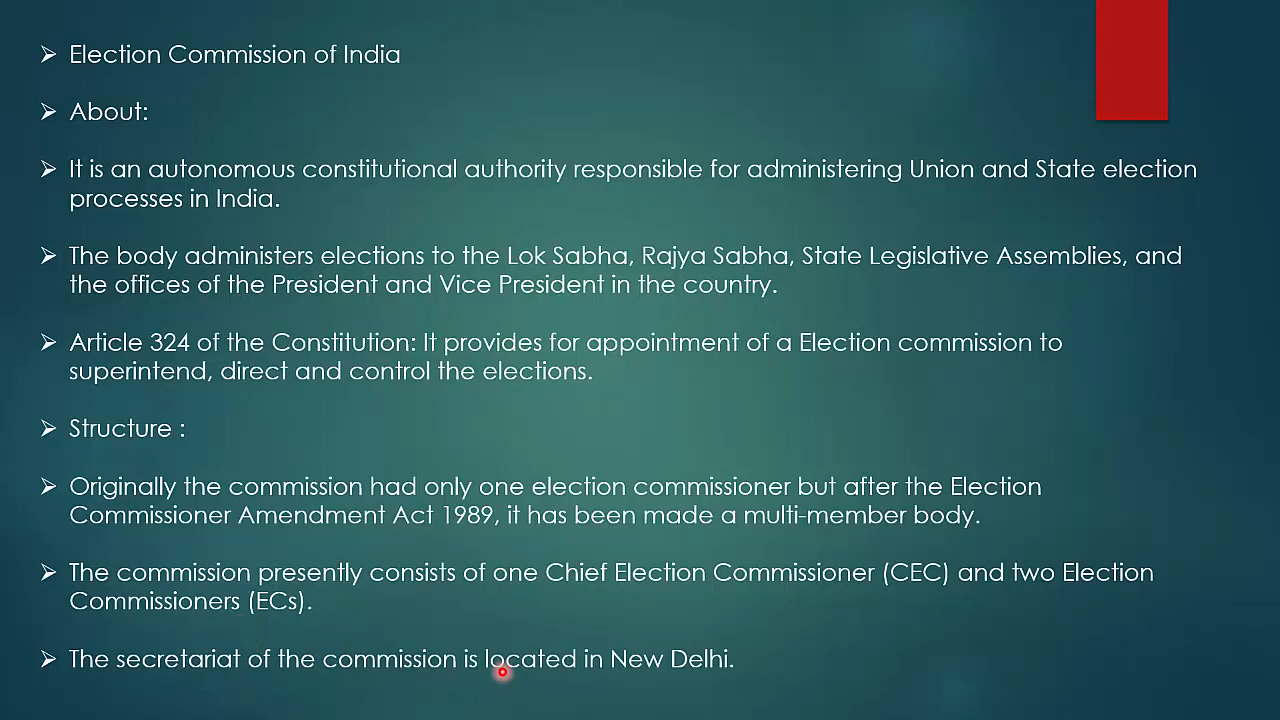 Election Commission of India
About:
It is an autonomous constitutional authority responsible for administering Union and State election
processes in India.
The body administers elections to the Lok Sabha, Rajya Sabha, State Legislative Assemblies, and
the offices of the President and Vice President in the country.
Article 324 of the Constitution: It provides for appointment of a Election commission to
superintend, direct and control the elections.
Structure :
Originally the commission had only one election commissioner but after the Election
Commissioner Amendment Act 1989, it has been made a multi-member body.
The commission presently consists of one Chief Election Commissioner (CEC) and two Election
Commissioners (ECs).
The secretariat of the commission is located in New Delhi.